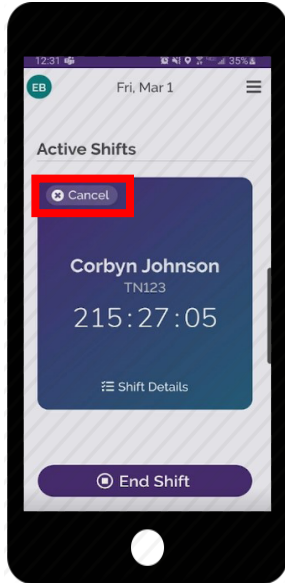 12:31 35%
EB Fri, Mar 1
Active Shifts
Cancel
Corbyn Johnson
TN123
215:27:05
Shift Details
End Shift